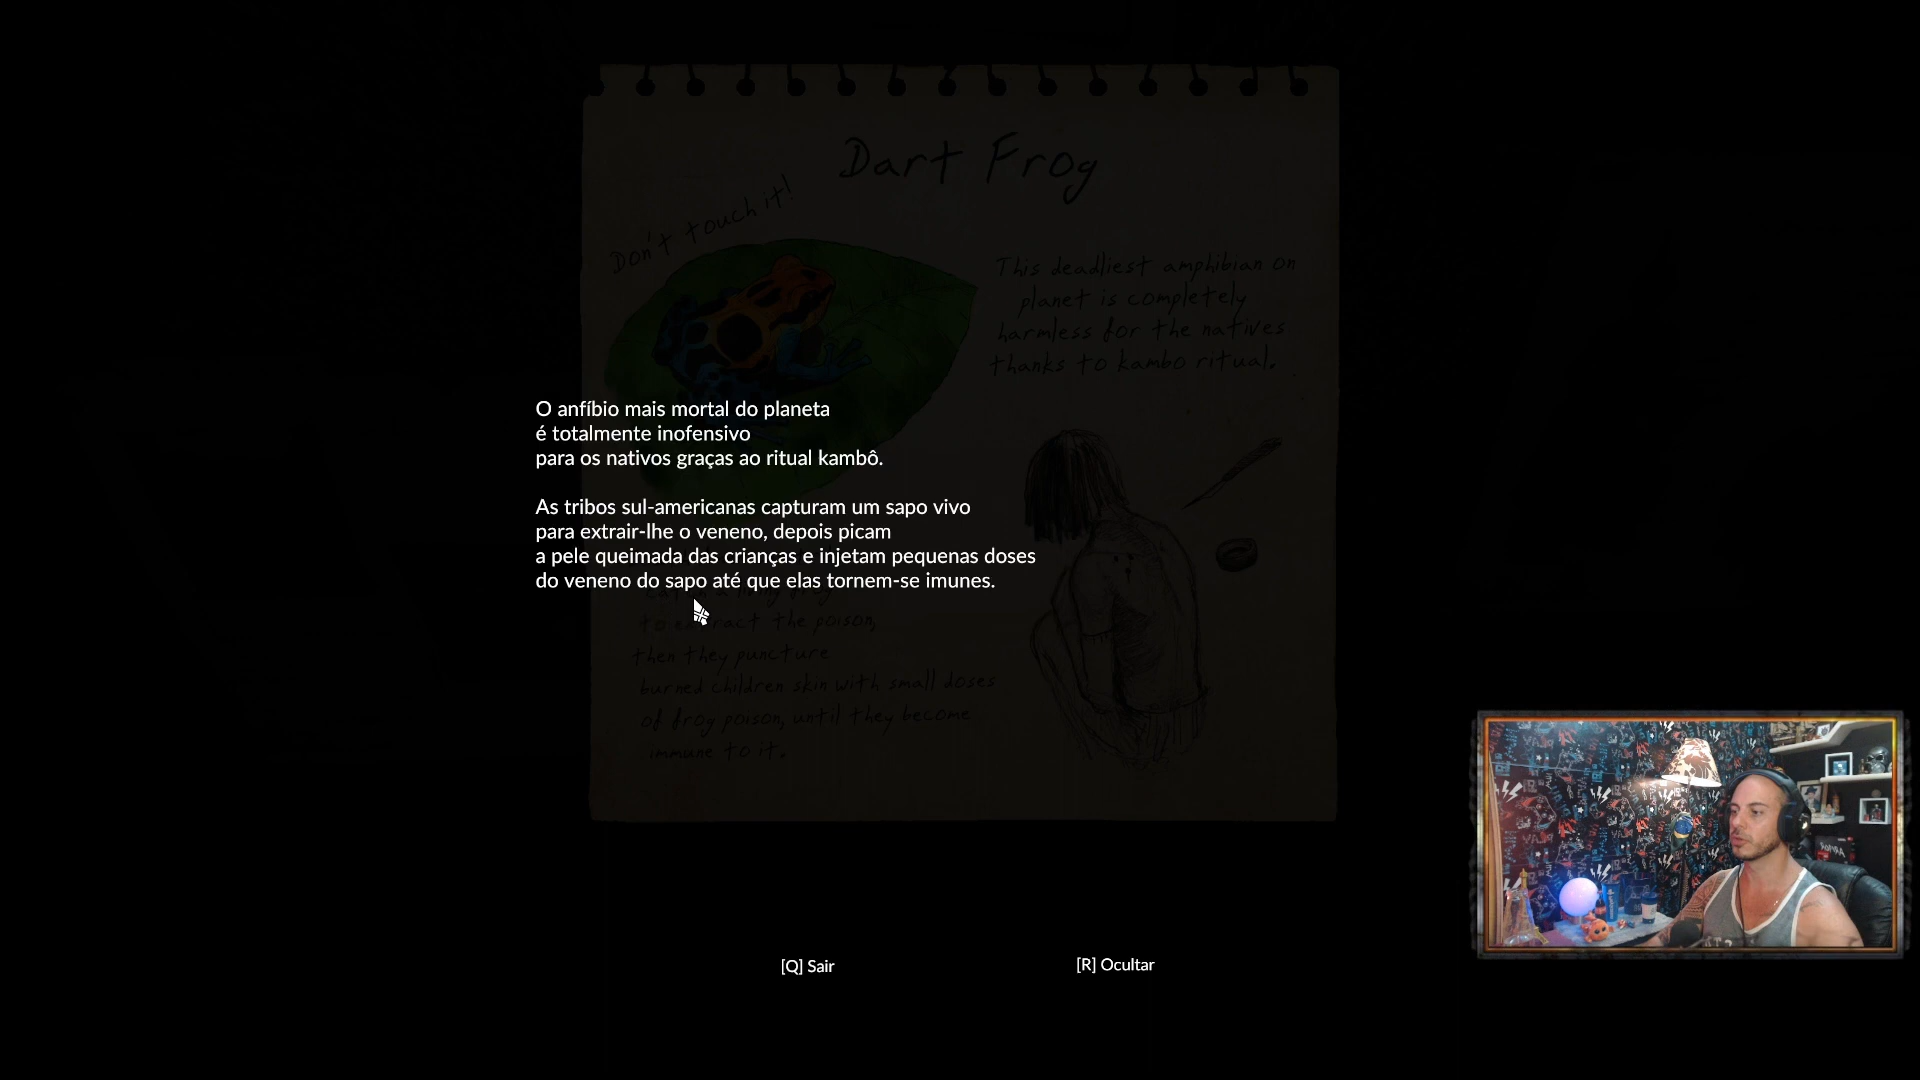 Dart Frog
Don't touch it!
This deadliest amphibian on
planet is completely
harmless for the natives
thanks to kambo ritual.
O anfíbio mais mortal do planeta
é totalmente inofensivo
para os nativos graças ao ritual kambô.
As tribos sul-americanas capturam um sapo vivo
para extrair-lhe o veneno, depois picam
a pele queimada das crianças e injetam pequenas doses
do veneno do sapo até que elas tornem-se imunes.
to extract the poison,
then they puncture
burned children skin with small doses
of frog poison, until they become
immune to it.
[Q] Sair
[R] Ocultar